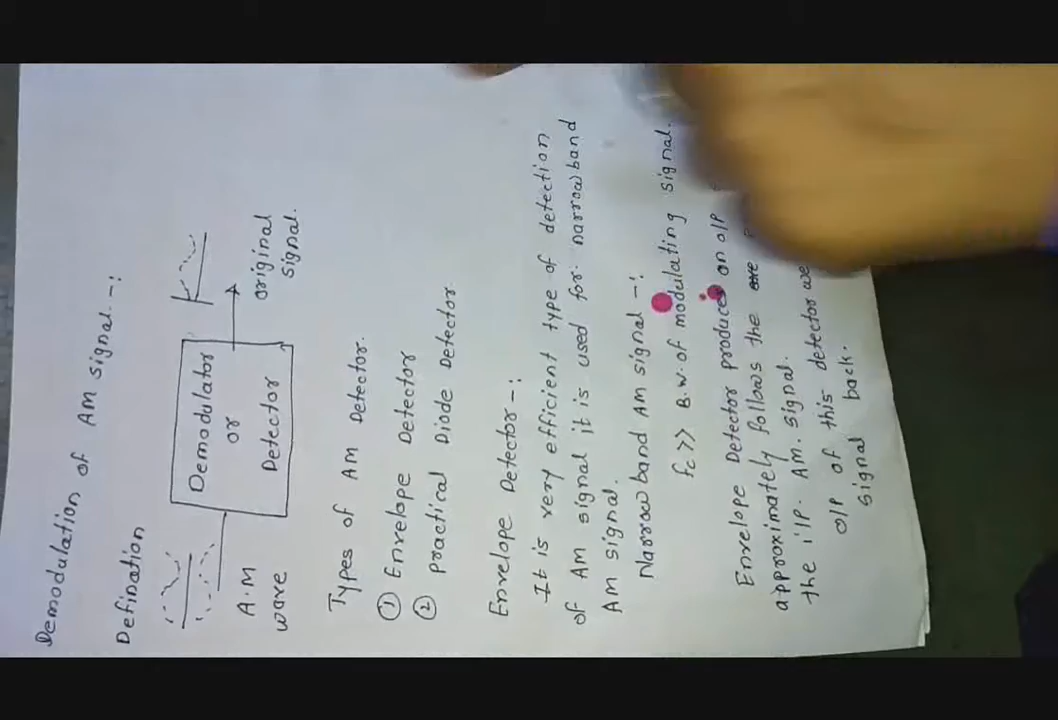 Demodulation of AM signal. -:
Defination
A.M
wave
Demodulator
or
Detector
original
signal.
Types of AM Detector.
① Envelope Detector
② practical Diode Detector
Envelope Detector -:
It is very efficient type of detection
of AM signal it is used for narrowband
AM signal.
Narrowband AM signal -:
fc >> B.W. of modulating signal.
Envelope Detector produces an o/p
approximately follows the
the i/p. AM. signal.
o/p of this detector we
signal back.